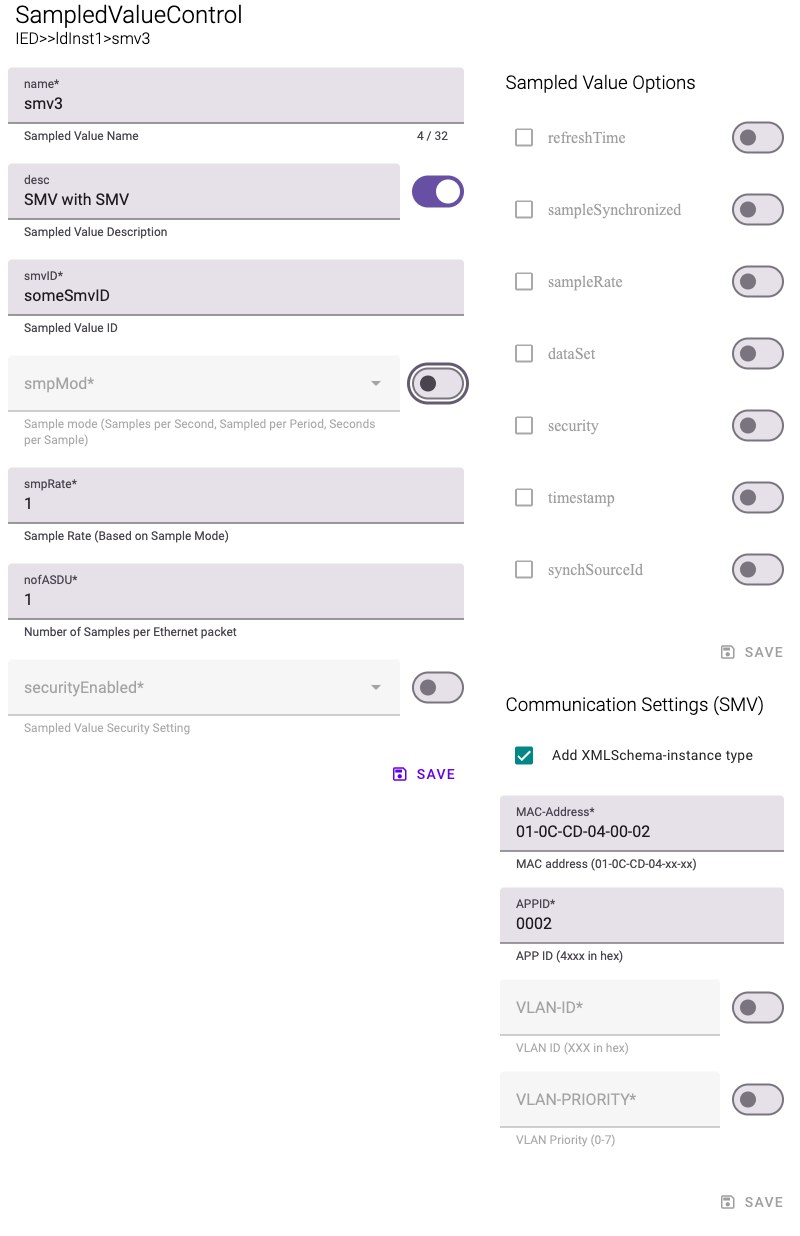 SampledValueControl
IED>>ldInst1>smv3
name*
smv3
Sampled Value Name
4 / 32
desc
SMV with SMV
Sampled Value Description
smvID*
someSmvID
Sampled Value ID
smpMod*
Sample mode (Samples per Second, Sampled per Period, Seconds
per Sample)
smpRate*
1
Sample Rate (Based on Sample Mode)
nofASDU*
1
Number of Samples per Ethernet packet
securityEnabled*
Sampled Value Security Setting
SAVE
Sampled Value Options
refreshTime
sampleSynchronized
sampleRate
dataSet
security
timestamp
synchSourceId
SAVE
Communication Settings (SMV)
Add XMLSchema-instance type
MAC-Address*
01-0C-CD-04-00-02
MAC address (01-0C-CD-04-xx-xx)
APPID*
0002
APP ID (4xxx in hex)
VLAN-ID*
VLAN ID (XXX in hex)
VLAN-PRIORITY*
VLAN Priority (0-7)
SAVE